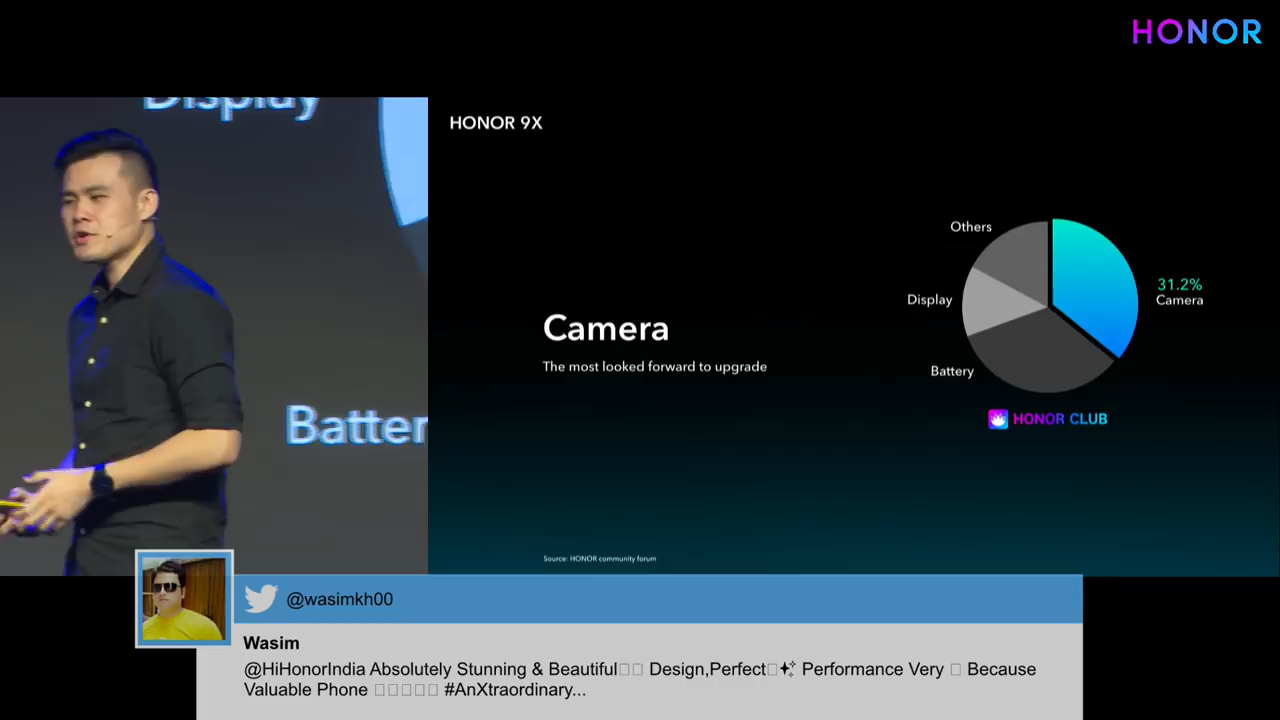 HONOR
Display
Batter
HONOR 9X
Camera
The most looked forward to upgrade
Others
Display
Battery
31.2%
Camera
HONOR CLUB
Source: HONOR community forum
@wasimkh00
Wasim
@HiHonorIndia Absolutely Stunning & Beautiful□□ Design,Perfect□✨ Performance Very □ Because
Valuable Phone □□□□□ #AnXtraordinary...